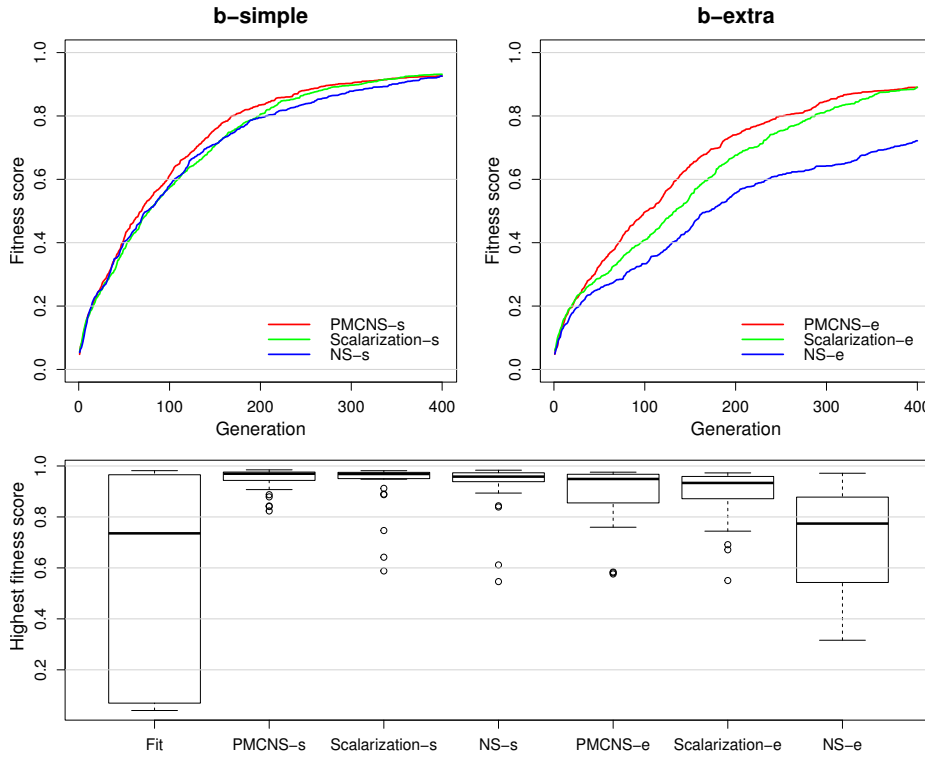 b−simple
Fitness score
0.0 0.2 0.4 0.6 0.8 1.0
PMCNS−s
Scalarization−s
NS−s
0 100 200 300 400
Generation
b−extra
Fitness score
0.0 0.2 0.4 0.6 0.8 1.0
PMCNS−e
Scalarization−e
NS−e
0 100 200 300 400
Generation
Highest fitness score
0.2 0.4 0.6 0.8 1.0
Fit PMCNS−s Scalarization−s NS−s PMCNS−e Scalarization−e NS−e